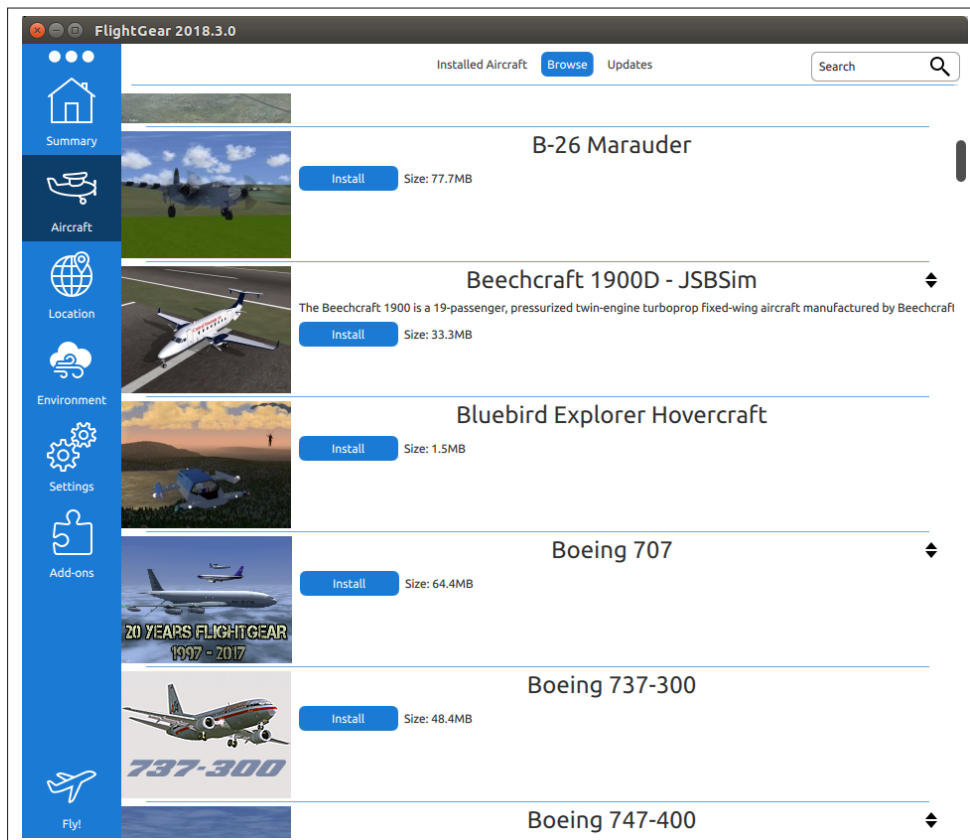 FlightGear 2018.3.0
Installed Aircraft Browse Updates
Search
Summary
Aircraft
Location
Environment
Settings
Add-ons
Fly!
B-26 Marauder
Install Size: 77.7MB
Beechcraft 1900D - JSBSim
The Beechcraft 1900 is a 19-passenger, pressurized twin-engine turboprop fixed-wing aircraft manufactured by Beechcraft
Install Size: 33.3MB
Bluebird Explorer Hovercraft
Install Size: 1.5MB
Boeing 707
Install Size: 64.4MB
20 YEARS FLIGHTGEAR
1997 - 2017
Boeing 737-300
Install Size: 48.4MB
737-300
Boeing 747-400